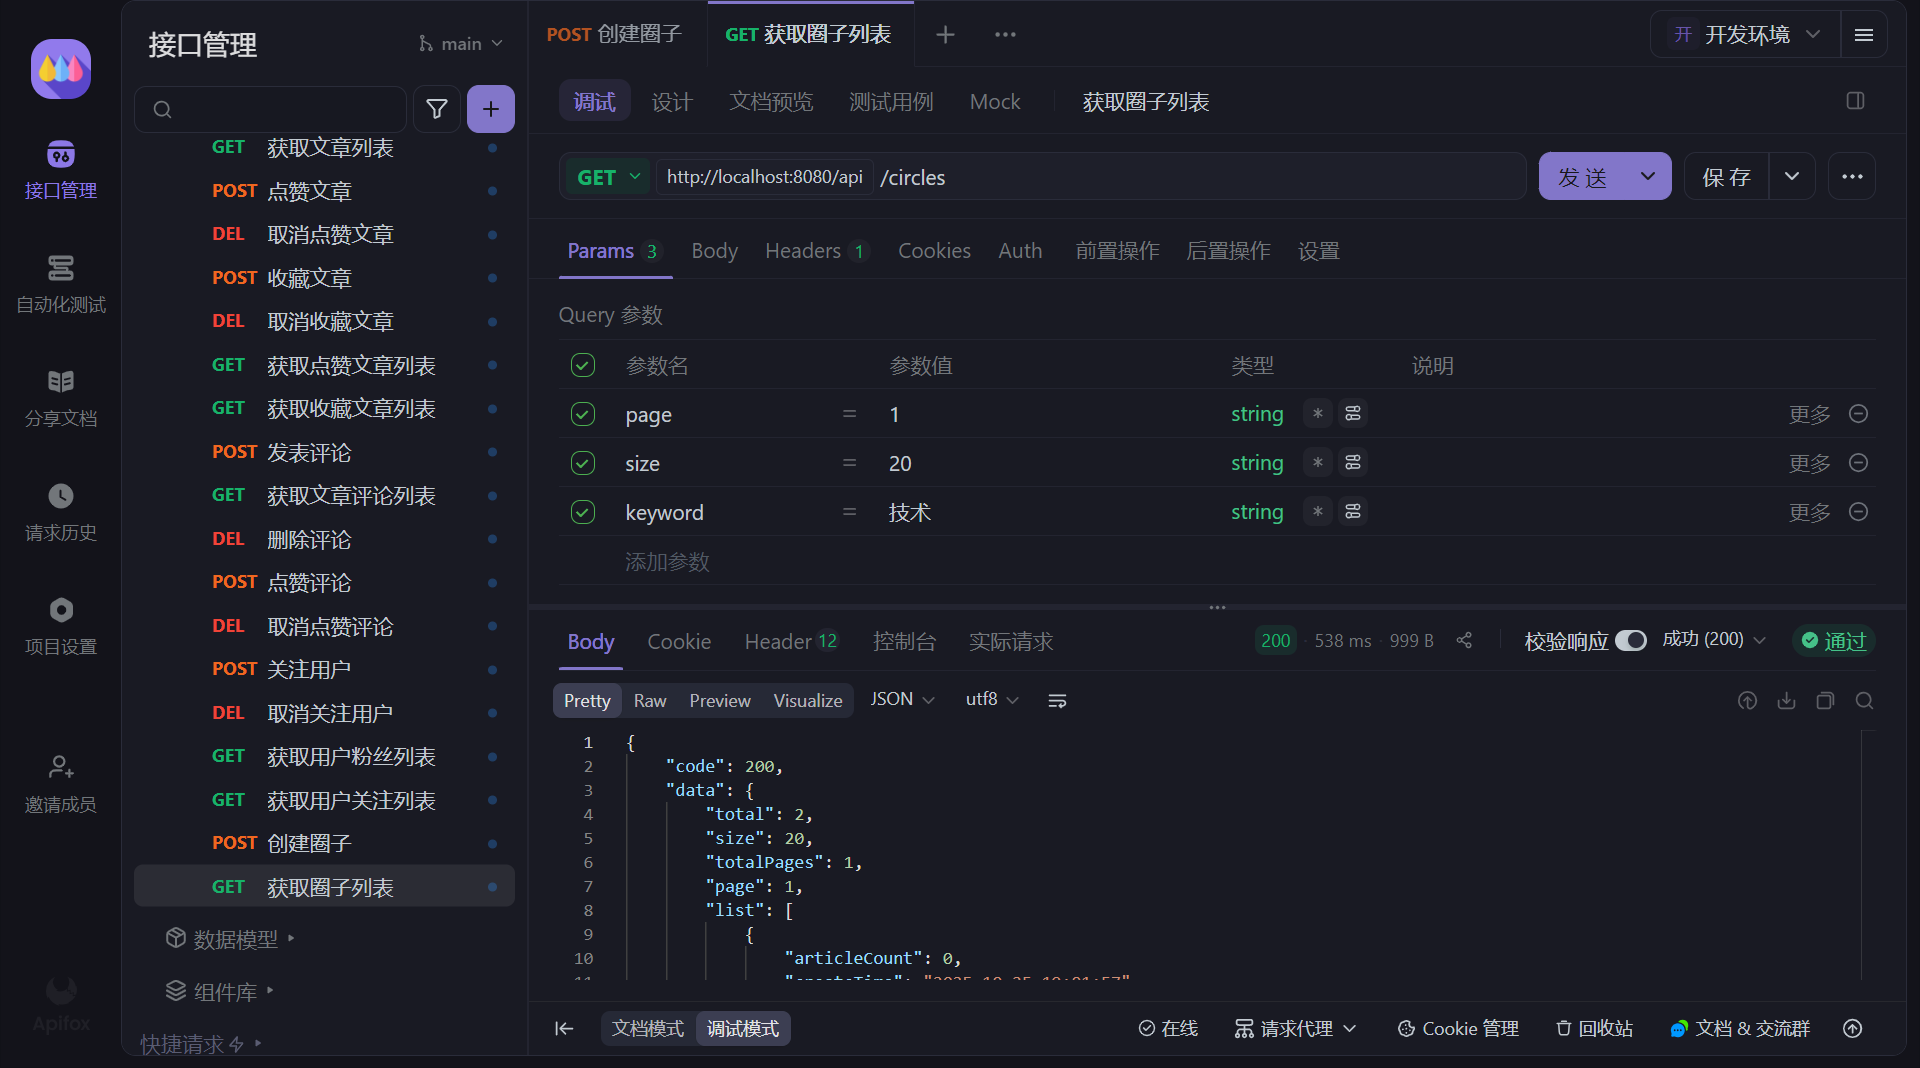 接口管理
自动化测试
分享文档
请求历史
项目设置
邀请成员
Apifox
接口管理
main
GET 获取文章列表
POST 点赞文章
DEL 取消点赞文章
POST 收藏文章
DEL 取消收藏文章
GET 获取点赞文章列表
GET 获取收藏文章列表
POST 发表评论
GET 获取文章评论列表
DEL 删除评论
POST 点赞评论
DEL 取消点赞评论
POST 关注用户
DEL 取消关注用户
GET 获取用户粉丝列表
GET 获取用户关注列表
POST 创建圈子
GET 获取圈子列表
数据模型
组件库
快捷请求
POST 创建圈子 GET 获取圈子列表
开 开发环境
调试 设计 文档预览 测试用例 Mock 获取圈子列表
GET http://localhost:8080/api /circles 发 送 保 存
Params 3 Body Headers 1 Cookies Auth 前置操作 后置操作 设置
Query 参数
参数名 参数值 类型 说明
page = 1 string * 更多
size = 20 string * 更多
keyword = 技术 string * 更多
添加参数
Body Cookie Header 12 控制台 实际请求 200 538 ms 999 B 校验响应 成功 (200) 通过
Pretty Raw Preview Visualize JSON utf8
1 {
2 "code": 200,
3 "data": {
4 "total": 2,
5 "size": 20,
6 "totalPages": 1,
7 "page": 1,
8 "list": [
9 {
10 "articleCount": 0,
文档模式 调试模式 在线 请求代理 Cookie 管理 回收站 文档 & 交流群